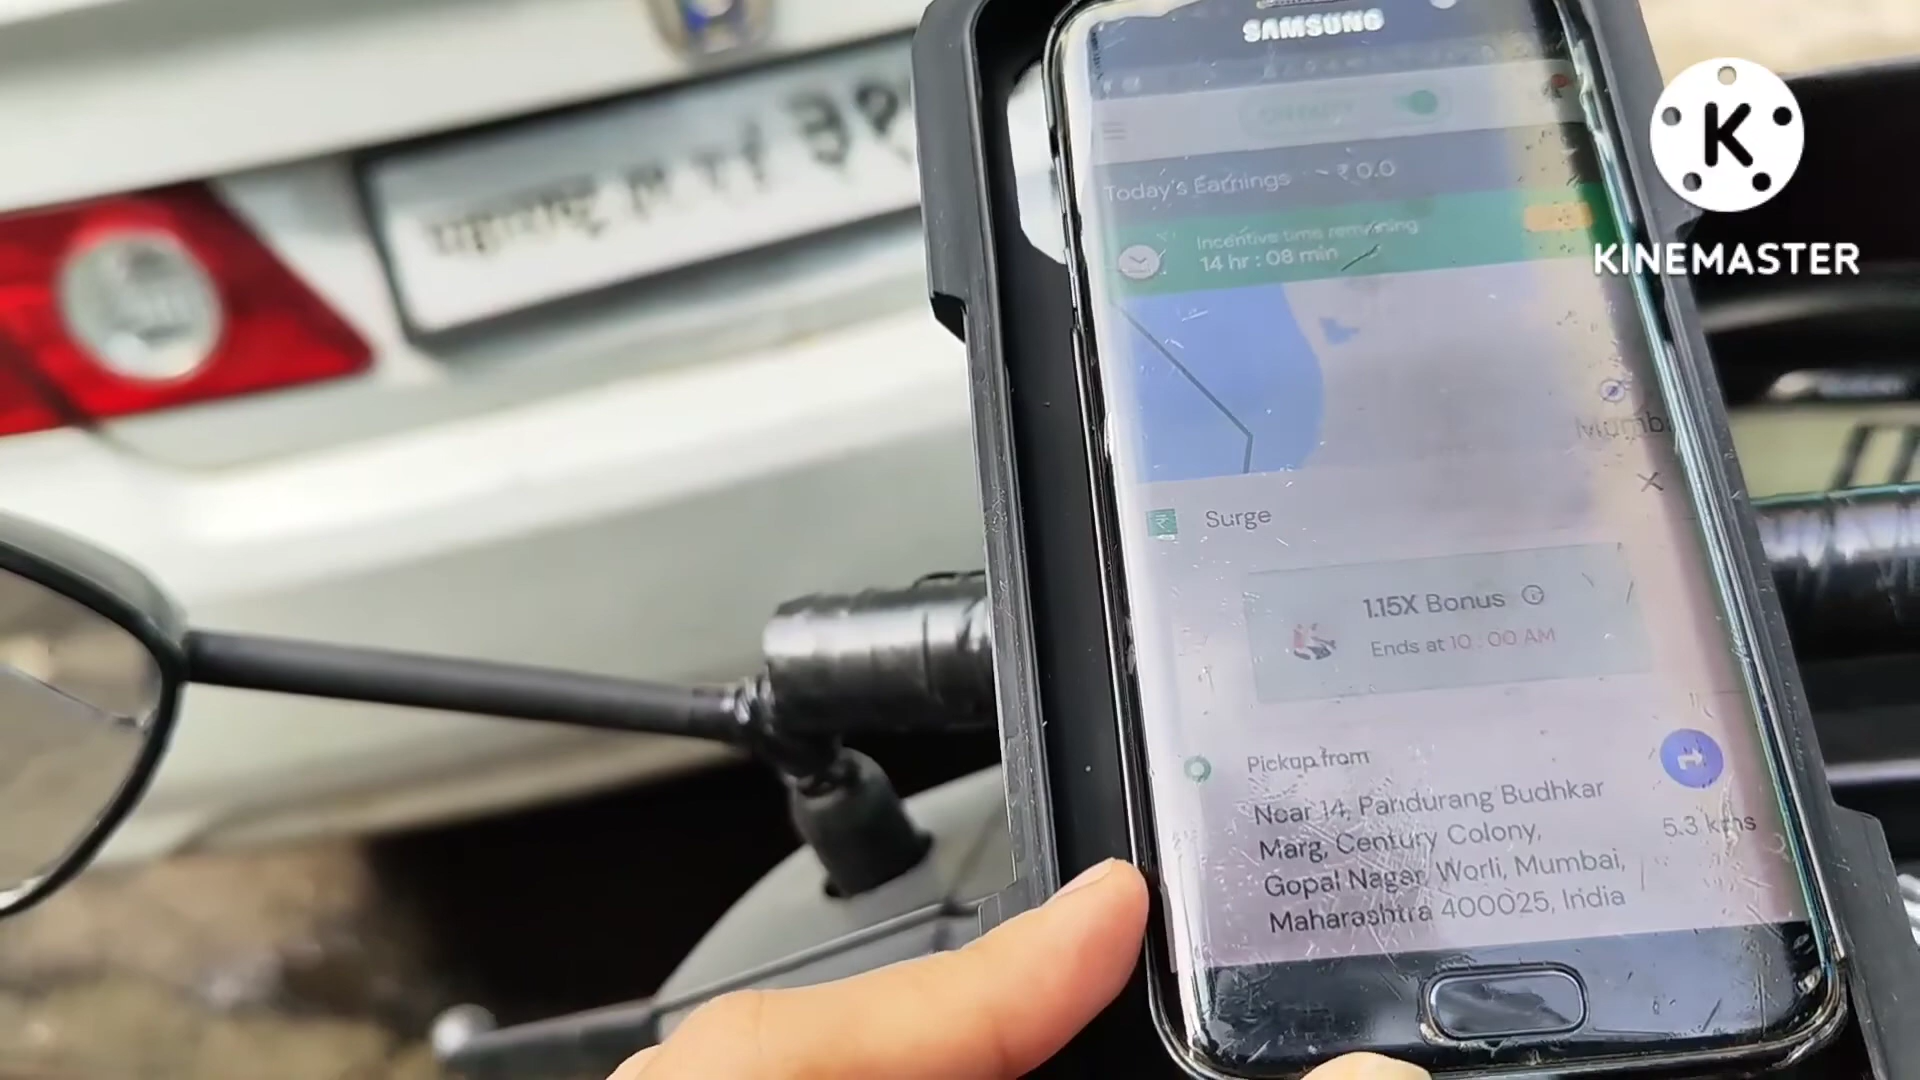 SAMSUNG
Today's Earnings ₹ 0.0
Incentive time remaining
14 hr : 08 min
Surge
1.15X Bonus
Ends at 10 : 00 AM
Pickup from
Near 14, Pandurang Budhkar
Marg, Century Colony,
Gopal Nagar, Worli, Mumbai,
Maharashtra 400025, India
5.3 kms
K
KINEMASTER